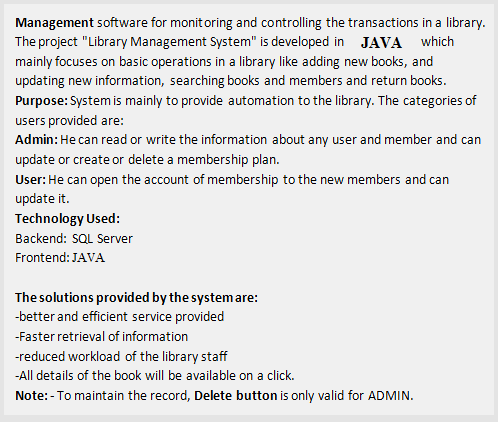 Management software for monitoring and controlling the transactions in a library.
The project "Library Management System" is developed in JAVA which
mainly focuses on basic operations in a library like adding new books, and
updating new information, searching books and members and return books.
Purpose: System is mainly to provide automation to the library. The categories of
users provided are:
Admin: He can read or write the information about any user and member and can
update or create or delete a membership plan.
User: He can open the account of membership to the new members and can
update it.
Technology Used:
Backend: SQL Server
Frontend: JAVA
The solutions provided by the system are:
-better and efficient service provided
-Faster retrieval of information
-reduced workload of the library staff
-All details of the book will be available on a click.
Note: - To maintain the record, Delete button is only valid for ADMIN.